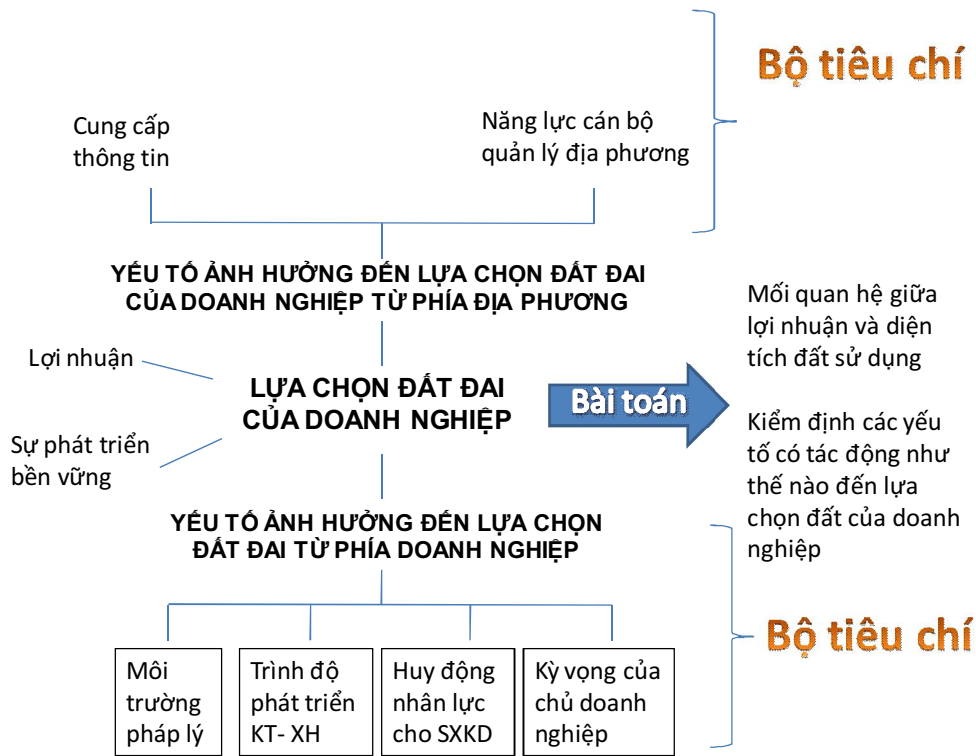 Bộ tiêu chí
Cung cấp
thông tin
Năng lực cán bộ
quản lý địa phương
YẾU TỐ ẢNH HƯỞNG ĐẾN LỰA CHỌN ĐẤT ĐAI
CỦA DOANH NGHIỆP TỪ PHÍA ĐỊA PHƯƠNG
Lợi nhuận
Sự phát triển
bền vững
LỰA CHỌN ĐẤT ĐAI
CỦA DOANH NGHIỆP
Bài toán
Mối quan hệ giữa
lợi nhuận và diện
tích đất sử dụng
Kiểm định các yếu
tố có tác động như
thế nào đến lựa
chọn đất của doanh
nghiệp
YẾU TỐ ẢNH HƯỞNG ĐẾN LỰA CHỌN
ĐẤT ĐAI TỪ PHÍA DOANH NGHIỆP
Bộ tiêu chí
Môi
trường
pháp lý
Trình độ
phát triển
KT- XH
Huy động
nhân lực
cho SXKD
Kỳ vọng của
chủ doanh
nghiệp